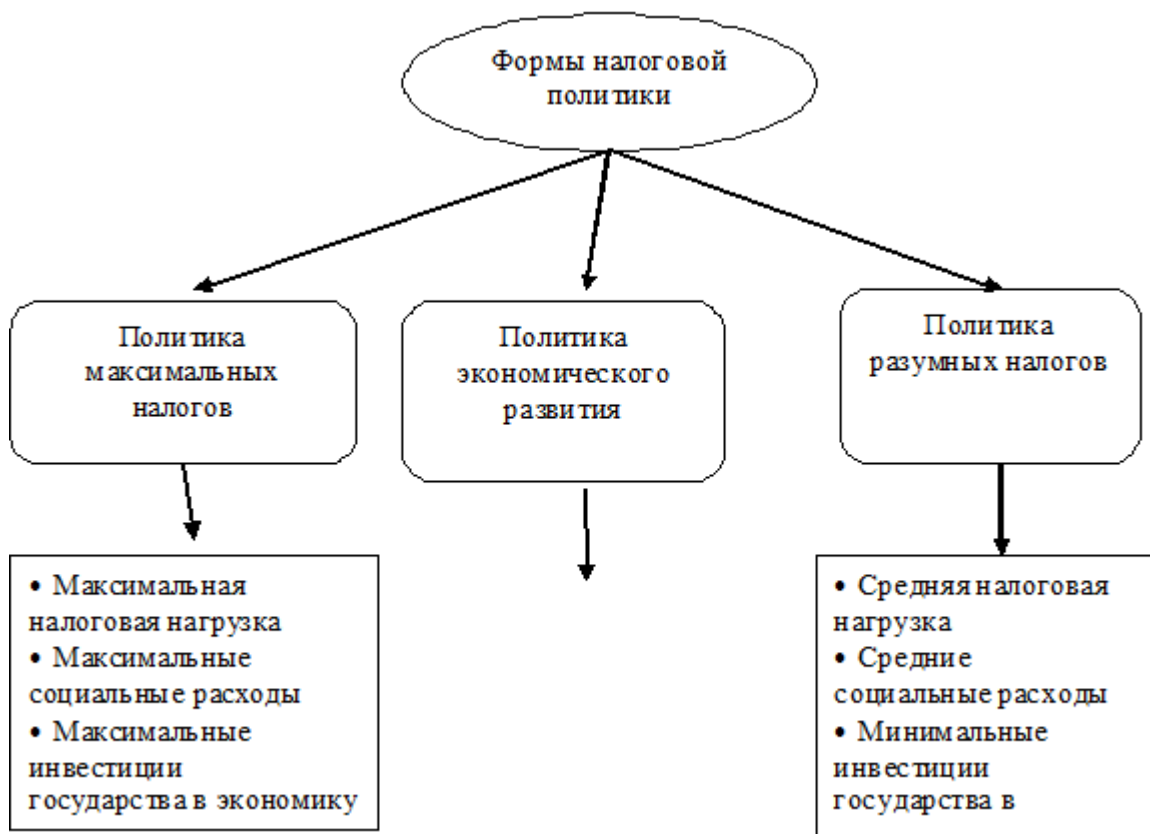 Формы налоговой
политики
Политика
максимальных
налогов
Политика
экономического
развития
Политика
разумных налогов
• Максимальная
налоговая нагрузка
• Максимальные
социальные расходы
• Максимальные
инвестиции
государства в экономику
• Средняя налоговая
нагрузка
• Средние
социальные расходы
• Минимальные
инвестиции
государства в